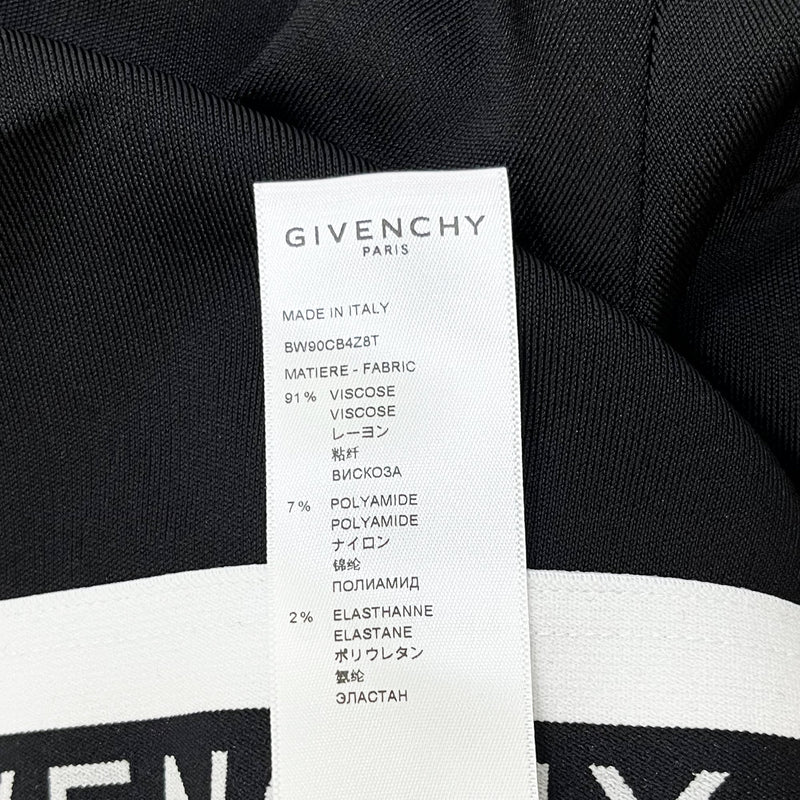 GIVENCHY
PARIS
MADE IN ITALY
BW90CB4Z8T
MATIERE - FABRIC
91% VISCOSE
VISCOSE
レーヨン
粘纤
ВИСКОЗА
7% POLYAMIDE
POLYAMIDE
ナイロン
锦纶
ПОЛИАМИД
2% ELASTHANNE
ELASTANE
ポリウレタン
氨纶
ЭЛАСТАН